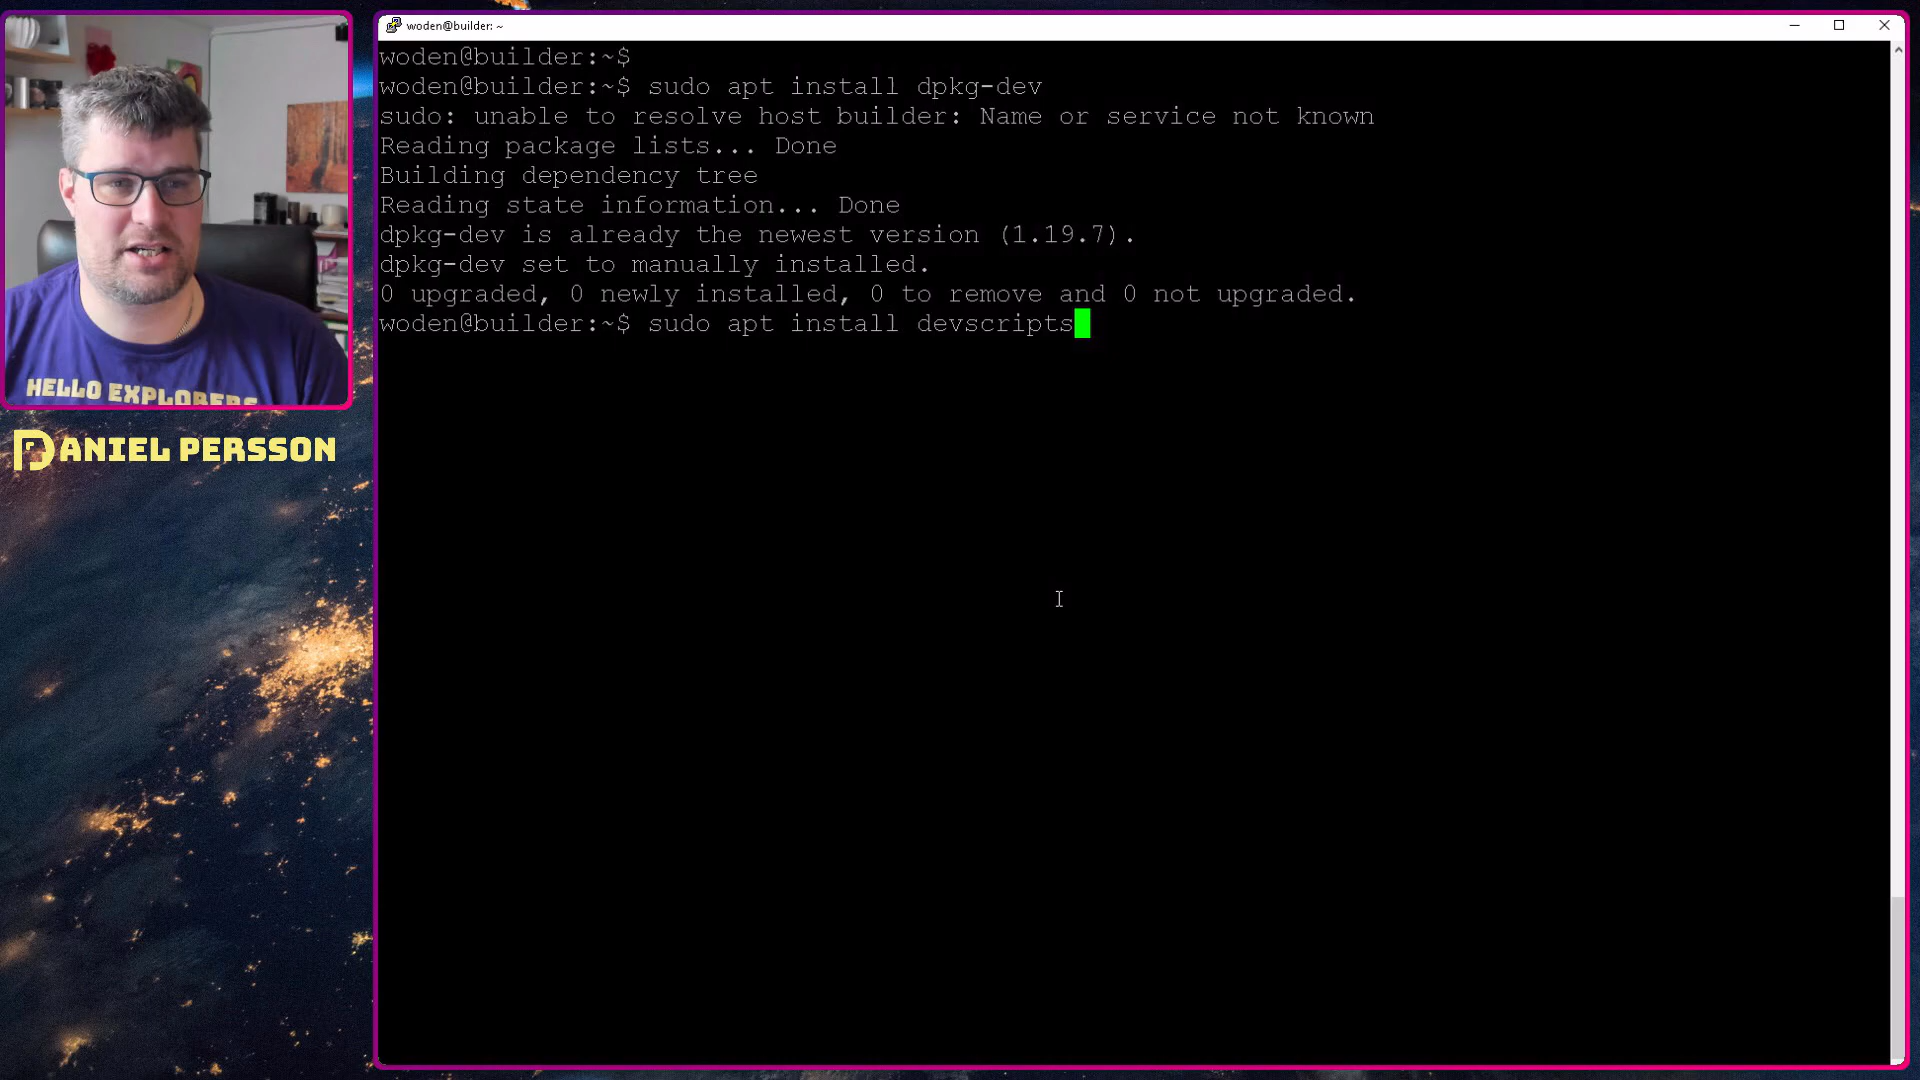 woden@builder: ~
woden@builder:~$
woden@builder:~$ sudo apt install dpkg-dev
sudo: unable to resolve host builder: Name or service not known
Reading package lists... Done
Building dependency tree
Reading state information... Done
dpkg-dev is already the newest version (1.19.7).
dpkg-dev set to manually installed.
0 upgraded, 0 newly installed, 0 to remove and 0 not upgraded.
woden@builder:~$ sudo apt install devscripts
HELLO EXPLORERS
DANIEL PERSSON